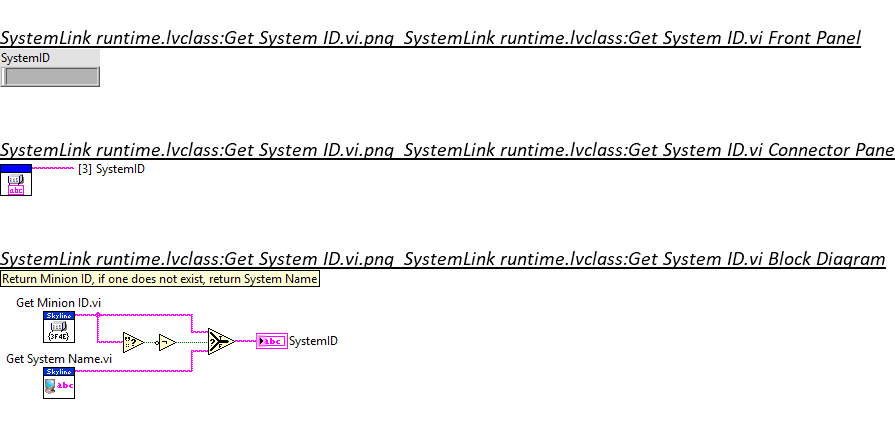 SystemLink runtime.lvclass:Get System ID.vi.png  SystemLink runtime.lvclass:Get System ID.vi Front Panel
SystemID
SystemLink runtime.lvclass:Get System ID.vi.png  SystemLink runtime.lvclass:Get System ID.vi Connector Pane
[3] SystemID
abc
SystemLink runtime.lvclass:Get System ID.vi.png  SystemLink runtime.lvclass:Get System ID.vi Block Diagram
Return Minion ID, if one does not exist, return System Name
Get Minion ID.vi
Skyline
{3F4E}
?
?
abc SystemID
Get System Name.vi
Skyline
abc